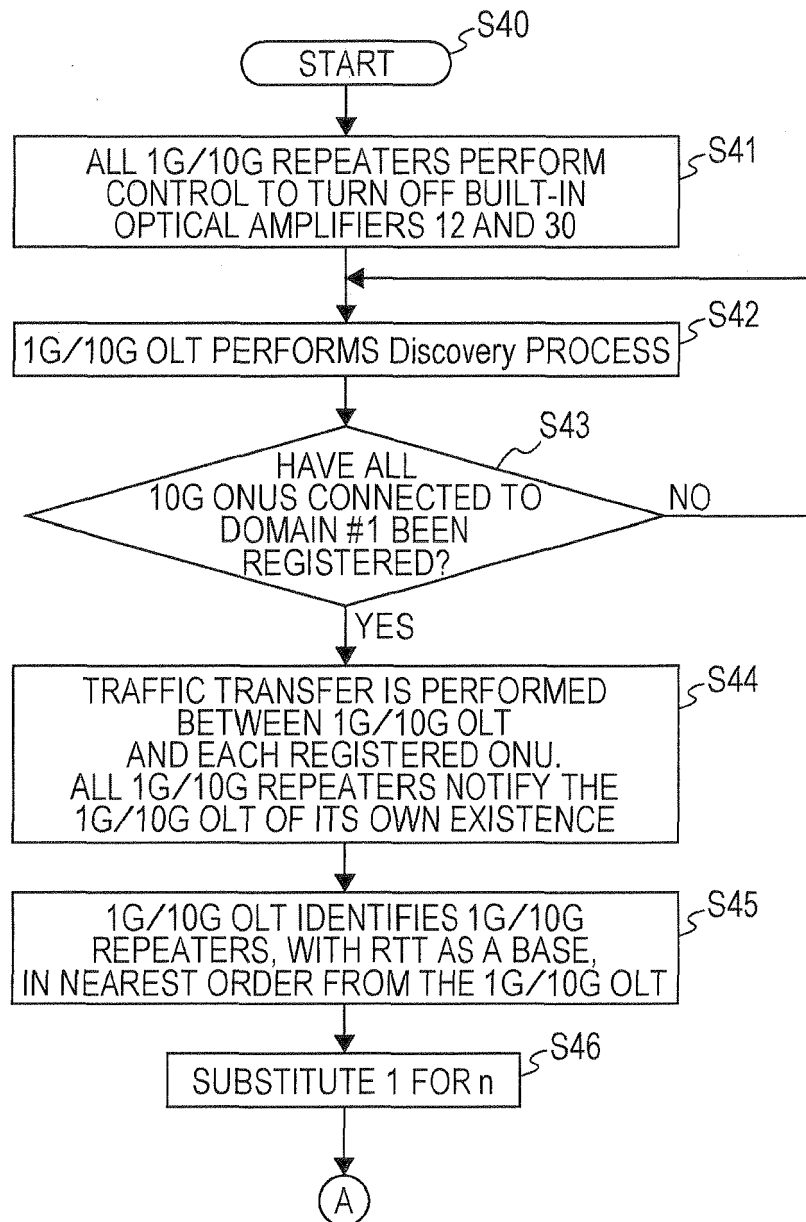 S40
START
S41
ALL 1G/10G REPEATERS PERFORM
CONTROL TO TURN OFF BUILT-IN
OPTICAL AMPLIFIERS 12 AND 30
S42
1G/10G OLT PERFORMS Discovery PROCESS
S43
HAVE ALL
10G ONUS CONNECTED TO
DOMAIN #1 BEEN
REGISTERED?
NO
YES
S44
TRAFFIC TRANSFER IS PERFORMED
BETWEEN 1G/10G OLT
AND EACH REGISTERED ONU.
ALL 1G/10G REPEATERS NOTIFY THE
1G/10G OLT OF ITS OWN EXISTENCE
S45
1G/10G OLT IDENTIFIES 1G/10G
REPEATERS, WITH RTT AS A BASE,
IN NEAREST ORDER FROM THE 1G/10G OLT
S46
SUBSTITUTE 1 FOR n
A